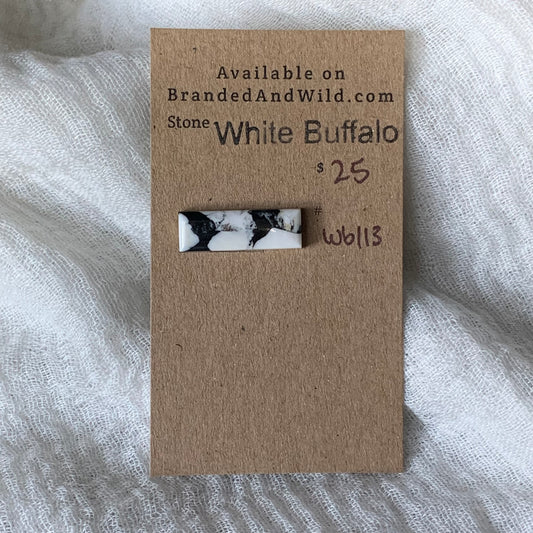 Available on
BrandedAndWild.com
Stone White Buffalo
$ 25
#
wb113